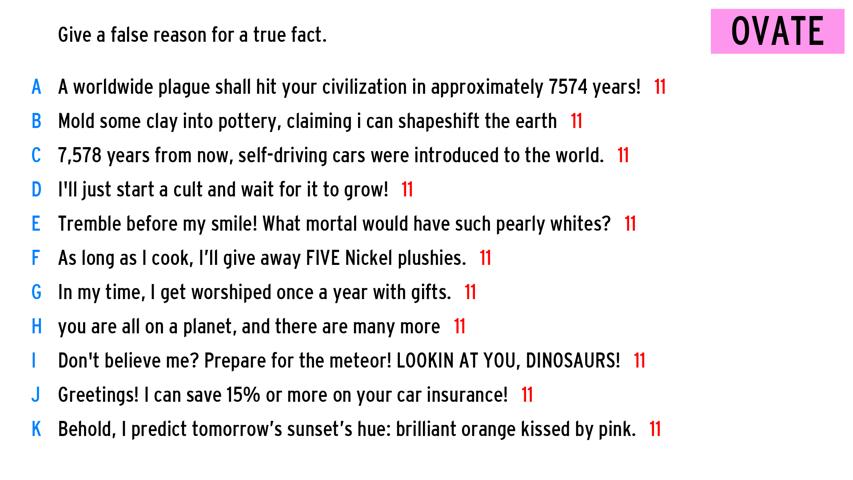 Give a false reason for a true fact.
OVATE
A A worldwide plague shall hit your civilization in approximately 7574 years! 11
B Mold some clay into pottery, claiming i can shapeshift the earth 11
C 7,578 years from now, self-driving cars were introduced to the world. 11
D I'll just start a cult and wait for it to grow! 11
E Tremble before my smile! What mortal would have such pearly whites? 11
F As long as I cook, I’ll give away FIVE Nickel plushies. 11
G In my time, I get worshiped once a year with gifts. 11
H you are all on a planet, and there are many more 11
I Don't believe me? Prepare for the meteor! LOOKIN AT YOU, DINOSAURS! 11
J Greetings! I can save 15% or more on your car insurance! 11
K Behold, I predict tomorrow’s sunset’s hue: brilliant orange kissed by pink. 11